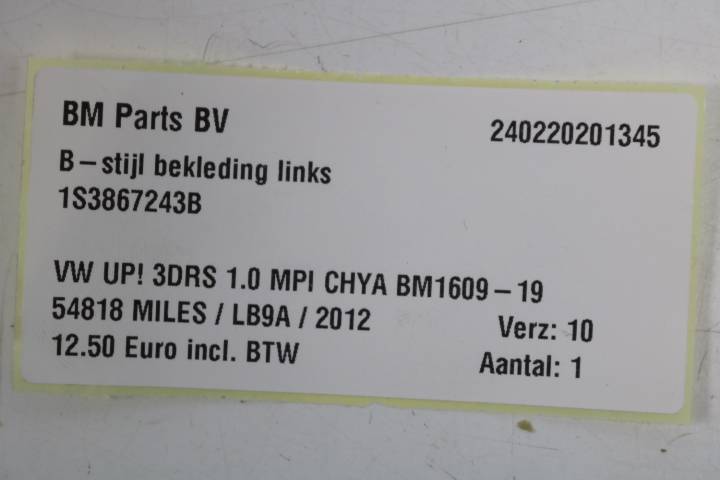 BM Parts BV
240220201345
B-stijl bekleding links
1S3867243B
VW UP! 3DRS 1.0 MPI CHYA BM1609-19
54818 MILES / LB9A / 2012
Verz: 10
12.50 Euro incl. BTW
Aantal: 1